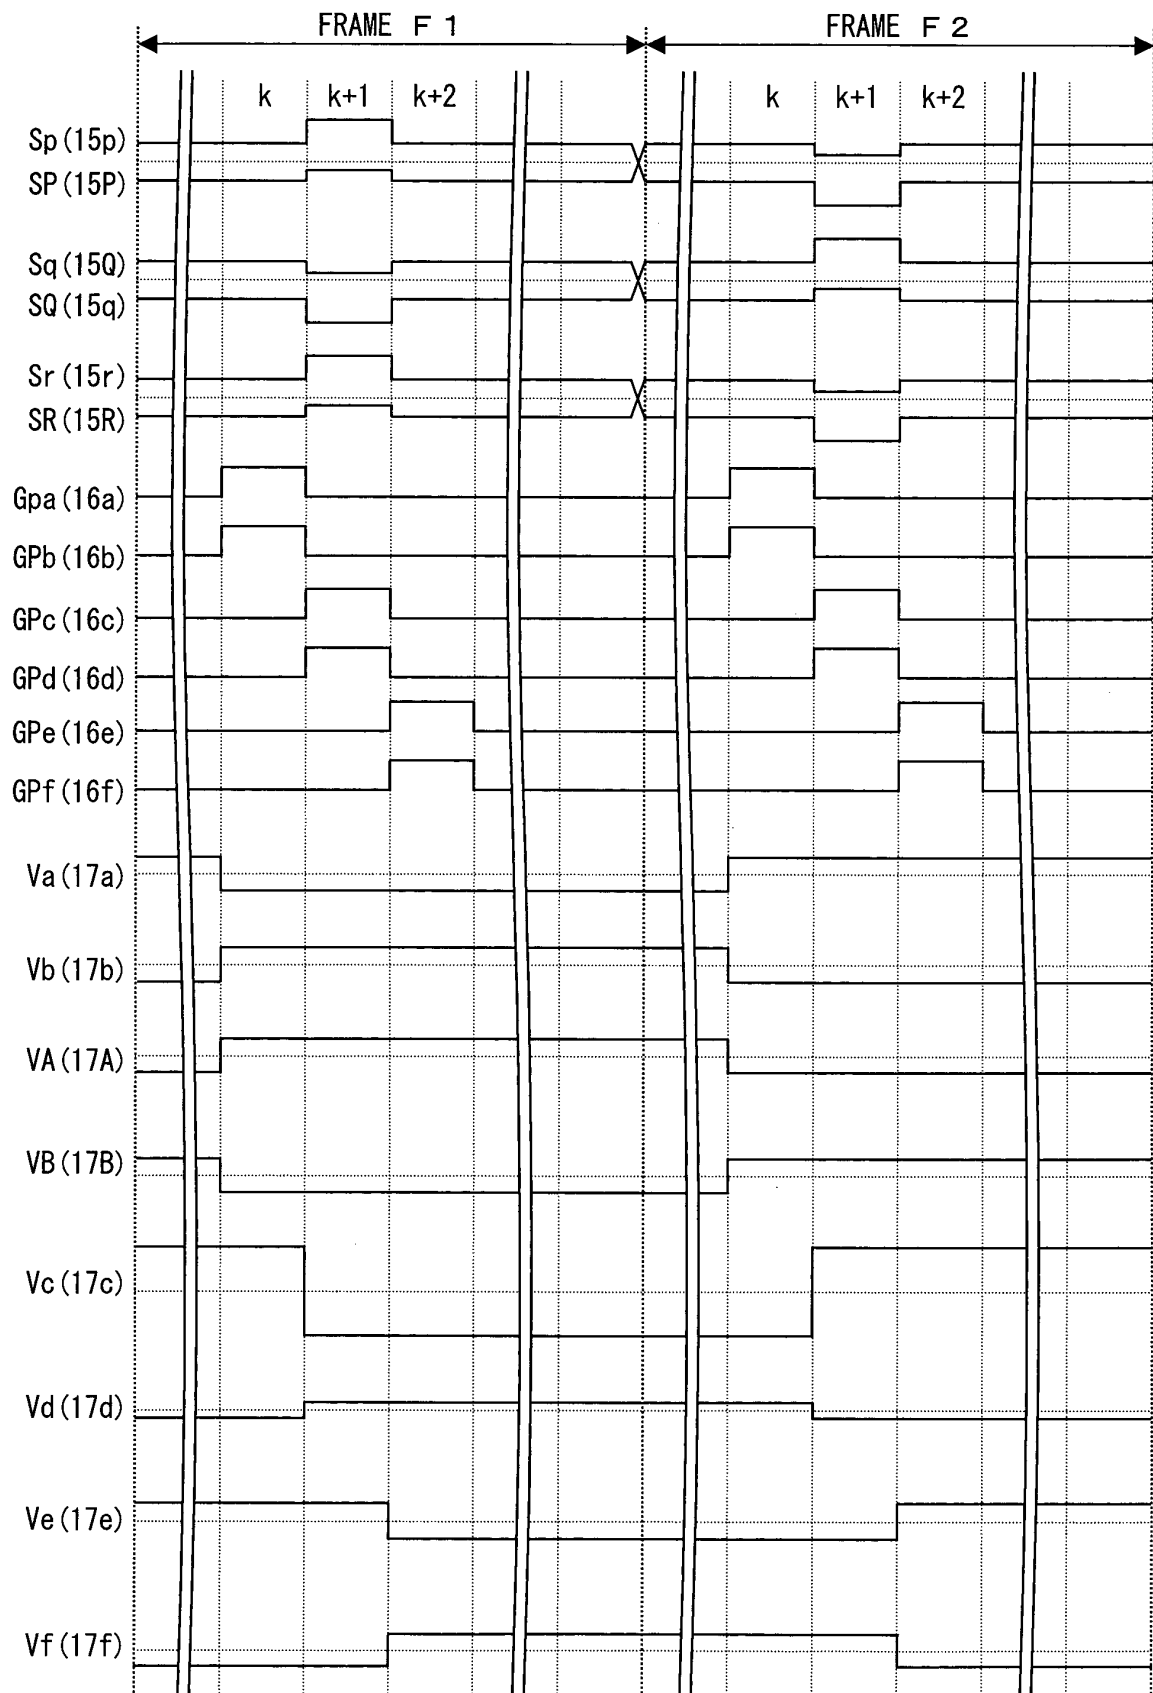 FRAME F 1 FRAME F 2
k k+1 k+2 k k+1 k+2
Sp(15p)
SP(15P)
Sq(15Q)
SQ(15q)
Sr(15r)
SR(15R)
Gpa(16a)
GPb(16b)
GPc(16c)
GPd(16d)
GPe(16e)
GPf(16f)
Va(17a)
Vb(17b)
VA(17A)
VB(17B)
Vc(17c)
Vd(17d)
Ve(17e)
Vf(17f)